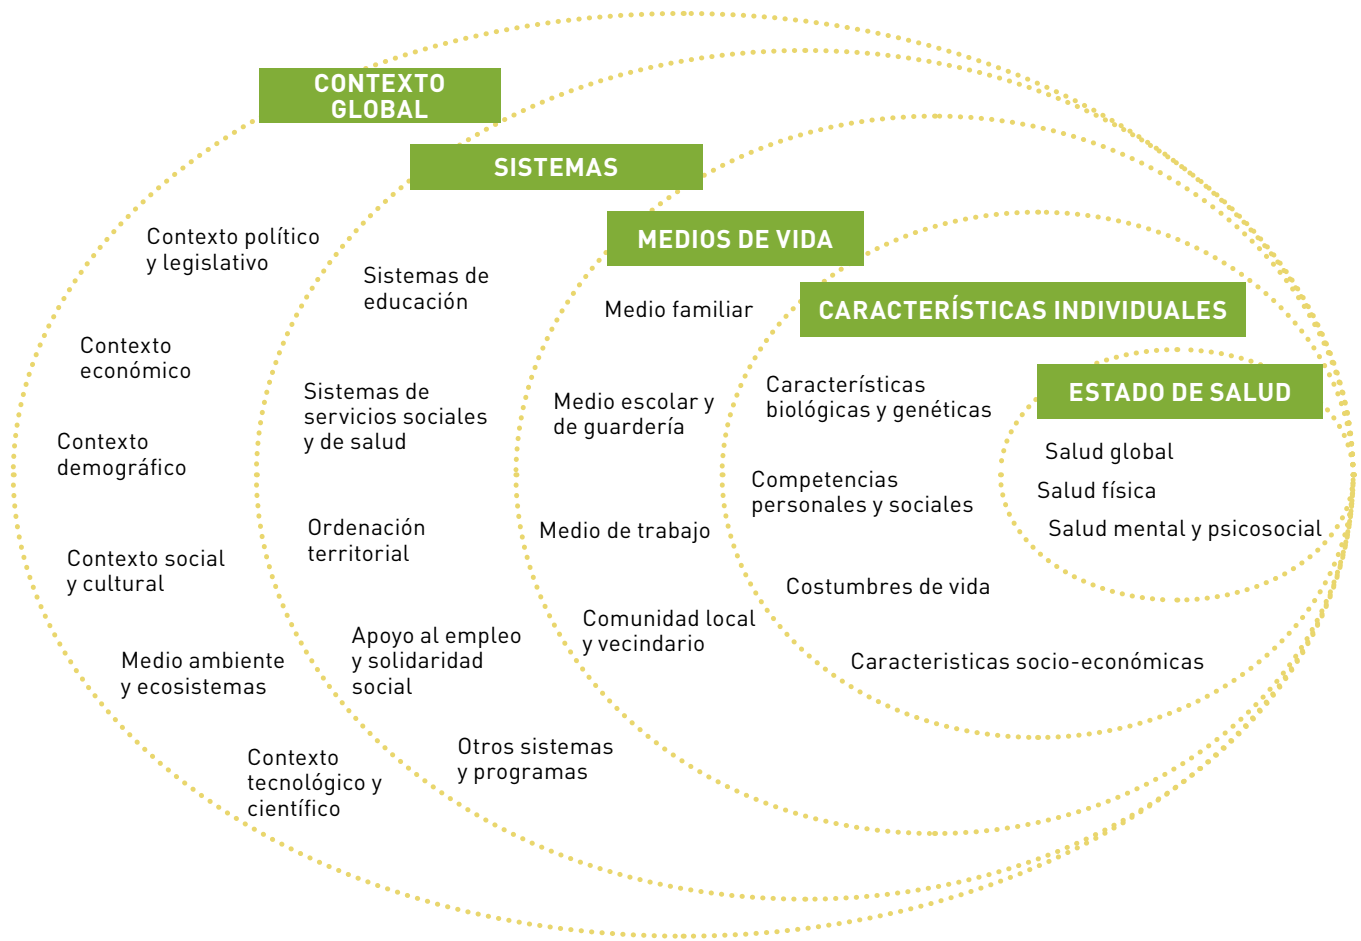 CONTEXTO
GLOBAL
Contexto político
y legislativo
Contexto
económico
Contexto
demográfico
Contexto social
y cultural
Medio ambiente
y ecosistemas
Contexto
tecnológico y
científico
SISTEMAS
Sistemas de
educación
Sistemas de
servicios sociales
y de salud
Ordenación
territorial
Apoyo al empleo
y solidaridad
social
Otros sistemas
y programas
MEDIOS DE VIDA
Medio familiar
Medio escolar y
de guardería
Medio de trabajo
Comunidad local
y vecindario
CARACTERÍSTICAS INDIVIDUALES
Características
biológicas y genéticas
Competencias
personales y sociales
Costumbres de vida
Caracteristicas socio-económicas
ESTADO DE SALUD
Salud global
Salud física
Salud mental y psicosocial